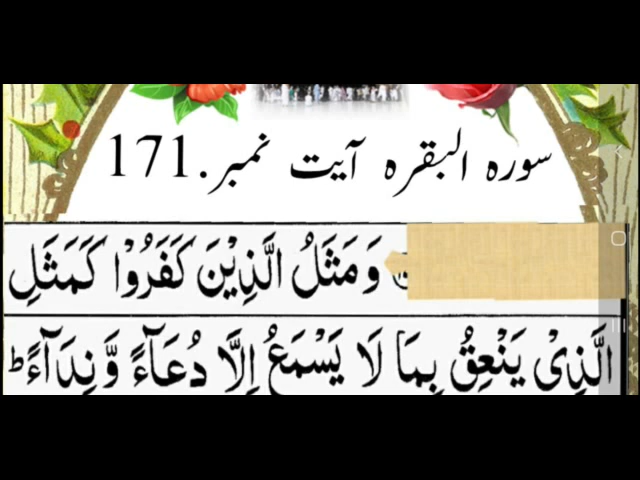 سورہ البقرہ آیت نمبر.171
وَمَثَلُ الَّذِيْنَ كَفَرُوْا كَمَثَلِ
الَّذِىْ يَنْعِقُ بِمَا لَا يَسْمَعُ اِلَّا دُعَآءً وَّنِدَآءً ؕ